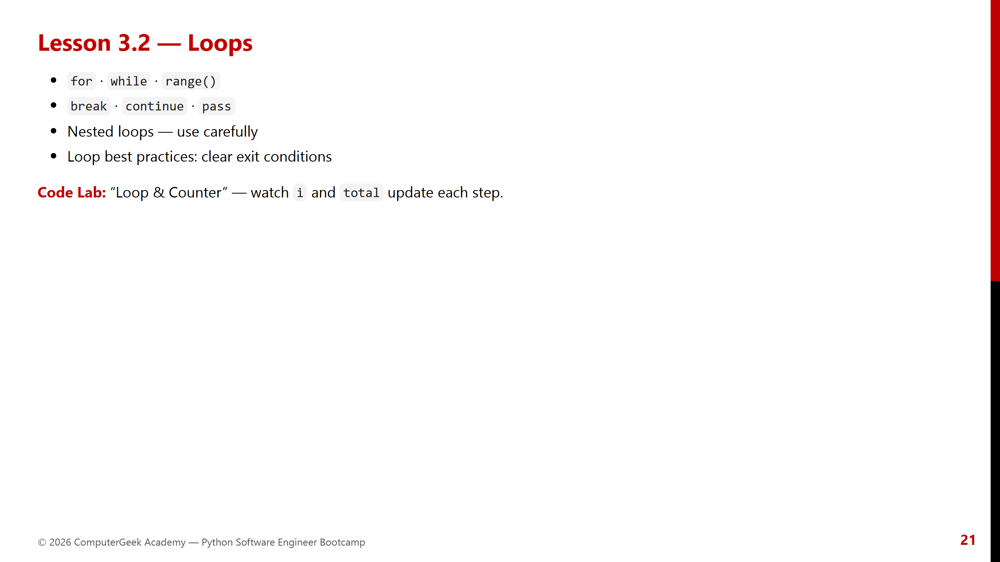 Lesson 3.2 — Loops
• for · while · range()
• break · continue · pass
• Nested loops — use carefully
• Loop best practices: clear exit conditions
Code Lab: “Loop & Counter” — watch i and total update each step.
© 2026 ComputerGeek Academy — Python Software Engineer Bootcamp
21